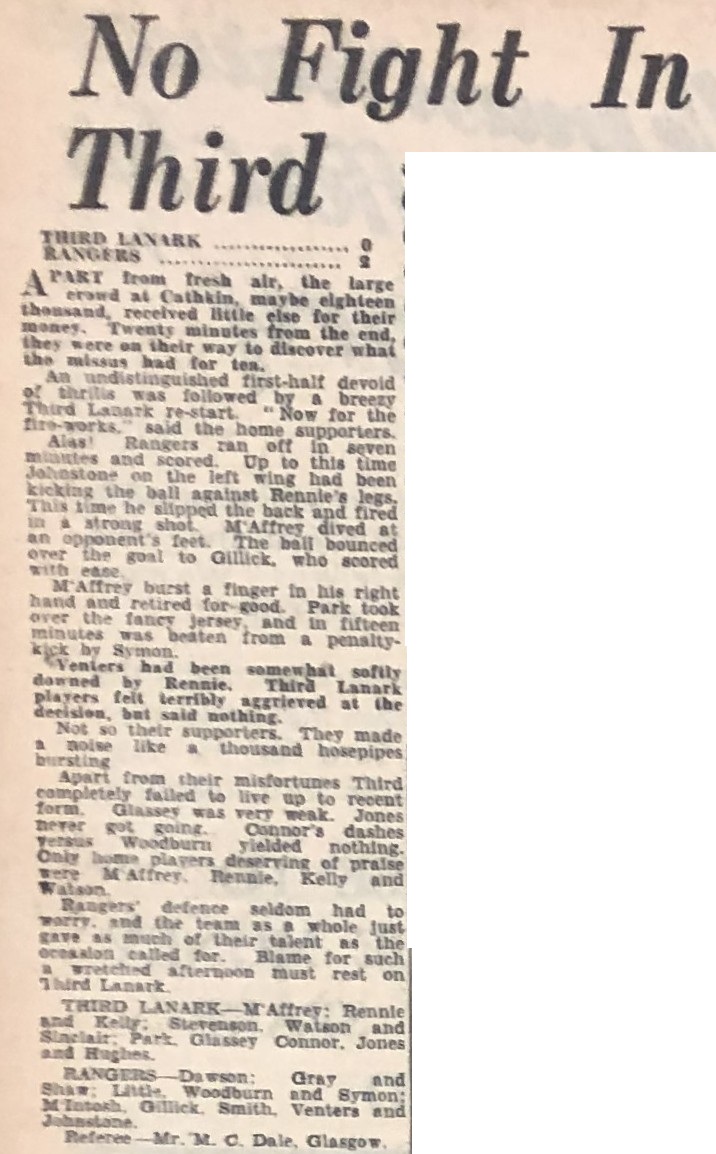 No Fight In
Third
THIRD LANARK .................. 0
RANGERS ........................ 2
APART from fresh air, the large
crowd at Cathkin, maybe eighteen
thousand, received little else for their
money. Twenty minutes from the end,
they were on their way to discover what
the missus had for tea.
An undistinguished first-half devoid
of thrills was followed by a breezy
Third Lanark re-start. "Now for the
fire-works," said the home supporters.
Alas! Rangers ran off in seven
minutes and scored. Up to this time
Johnstone on the left wing had been
kicking the ball against Rennie's legs.
This time he slipped the back and fired
in a strong shot. M'Affrey dived at
an opponent's feet. The ball bounced
over the goal to Gillick, who scored
with ease.
M'Affrey burst a finger in his right
hand and retired for good. Park took
over the fancy jersey, and in fifteen
minutes was beaten from a penalty-
kick by Symon.
Venters had been somewhat softly
downed by Rennie. Third Lanark
players felt terribly aggrieved at the
decision, but said nothing.
Not so their supporters. They made
a noise like a thousand hosepipes
bursting
Apart from their misfortunes Third
completely failed to live up to recent
form. Glassey was very weak. Jones
never got going. Connor's dashes
versus Woodburn yielded nothing.
Only home players deserving of praise
were M'Affrey, Rennie, Kelly and
Watson.
Rangers' defence seldom had to
worry, and the team as a whole just
gave as much of their talent as the
occasion called for. Blame for such
a wretched afternoon must rest on
Third Lanark.
THIRD LANARK—M'Affrey; Rennie
and Kelly; Stevenson, Watson and
Sinclair; Park, Glassey Connor, Jones
and Hughes.
RANGERS—Dawson; Gray and
Shaw; Little, Woodburn and Symon;
M'Intosh, Gillick, Smith, Venters and
Johnstone.
Referee—Mr. M. C. Dale, Glasgow.